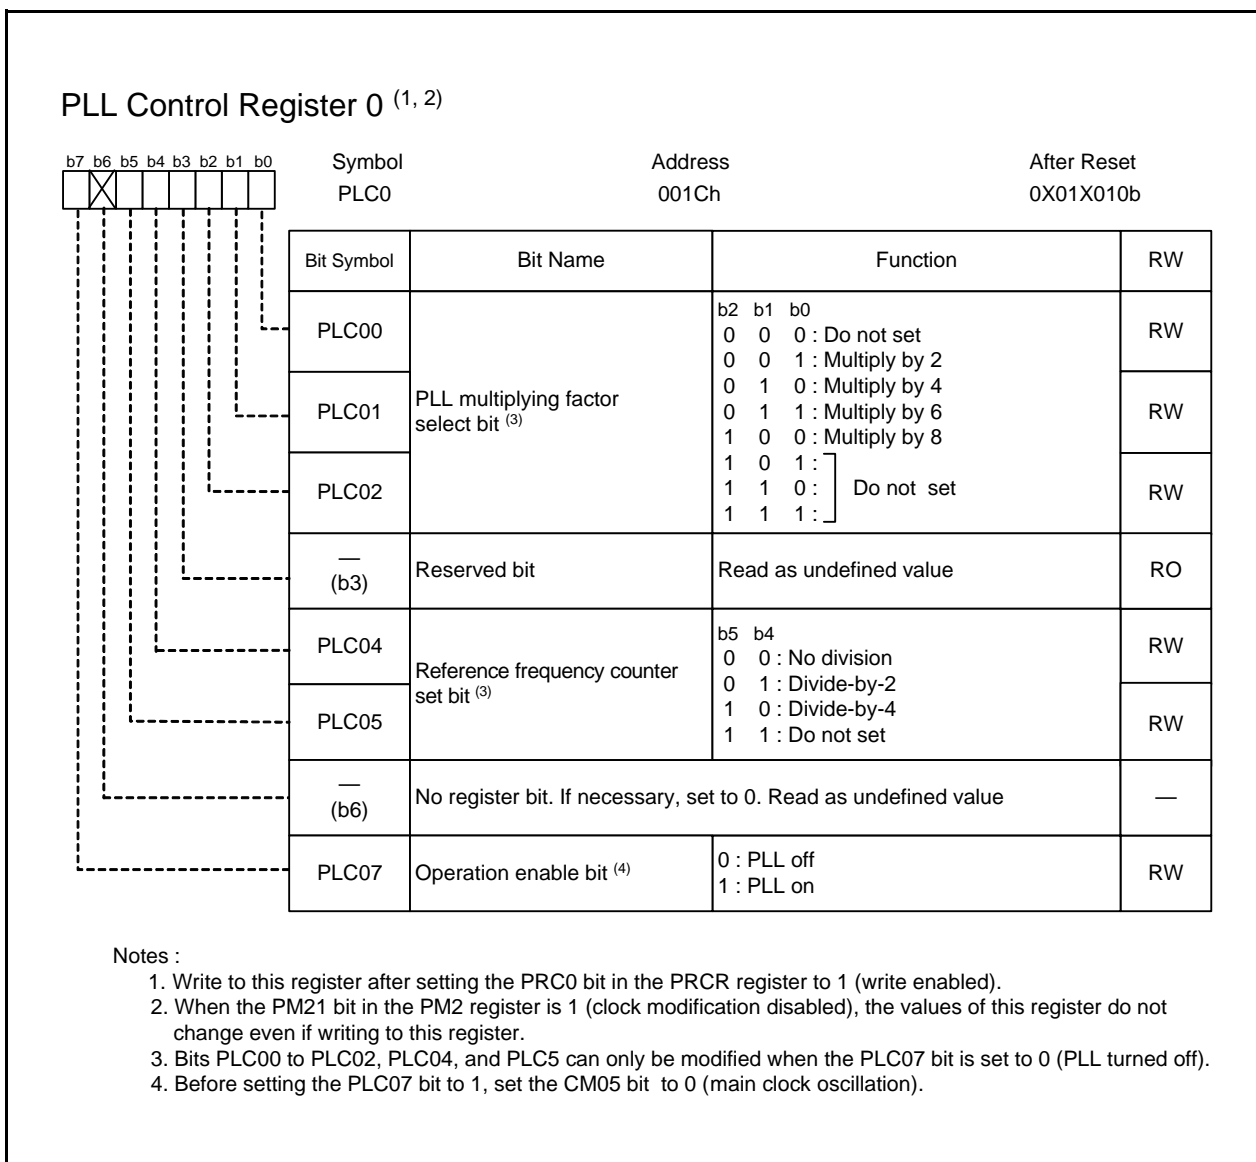 PLL Control Register 0 (1, 2)
b7 b6 b5 b4 b3 b2 b1 b0
Symbol Address After Reset
PLC0 001Ch 0X01X010b
Bit Symbol Bit Name Function RW
PLC00 RW
PLC01 PLL multiplying factor select bit (3) RW
PLC02 RW
b2 b1 b0
0 0 0 : Do not set
0 0 1 : Multiply by 2
0 1 0 : Multiply by 4
0 1 1 : Multiply by 6
1 0 0 : Multiply by 8
1 0 1 :
1 1 0 : Do not set
1 1 1 :
— (b3) Reserved bit Read as undefined value RO
PLC04 RW
PLC05 RW
Reference frequency counter
set bit (3)
b5 b4
0 0 : No division
0 1 : Divide-by-2
1 0 : Divide-by-4
1 1 : Do not set
— (b6) No register bit. If necessary, set to 0. Read as undefined value —
PLC07 Operation enable bit (4) RW
0 : PLL off
1 : PLL on
Notes :
1. Write to this register after setting the PRC0 bit in the PRCR register to 1 (write enabled).
2. When the PM21 bit in the PM2 register is 1 (clock modification disabled), the values of this register do not
change even if writing to this register.
3. Bits PLC00 to PLC02, PLC04, and PLC5 can only be modified when the PLC07 bit is set to 0 (PLL turned off).
4. Before setting the PLC07 bit to 1, set the CM05 bit to 0 (main clock oscillation).